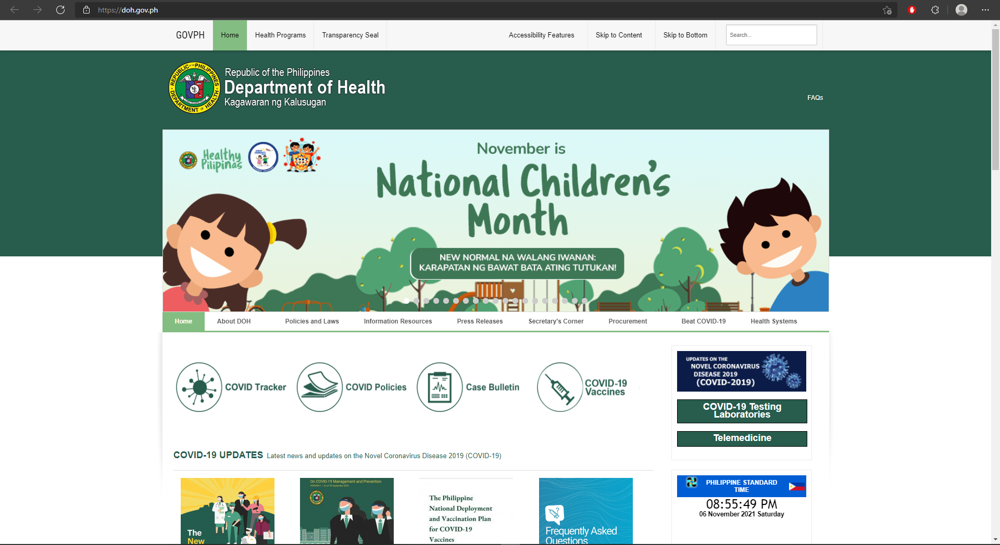 https://doh.gov.ph
GOVPH
Home
Health Programs
Transparency Seal
Accessibility Features
Skip to Content
Skip to Bottom
Search...
REPUBLIC OF THE PHILIPPINES
DEPARTMENT OF HEALTH
Republic of the Philippines
Department of Health
Kagawaran ng Kalusugan
FAQs
Healthy
Pilipinas
November is
National Children's
Month
NEW NORMAL NA WALANG IWANAN:
KARAPATAN NG BAWAT BATA ATING TUTUKAN!
Home
About DOH
Policies and Laws
Information Resources
Press Releases
Secretary's Corner
Procurement
Beat COVID-19
Health Systems
COVID Tracker
COVID Policies
Case Bulletin
COVID-19
Vaccines
UPDATES ON THE
NOVEL CORONAVIRUS
DISEASE 2019
(COVID-2019)
COVID-19 Testing
Laboratories
Telemedicine
COVID-19 UPDATES Latest news and updates on the Novel Coronavirus Disease 2019 (COVID-19)
The
New
On COVID-19 Management and Prevention
The Philippine
National Deployment
and Vaccination Plan
for COVID-19
Vaccines
Frequently Asked
Questions
PHILIPPINE STANDARD
TIME
08:55:49 PM
06 November 2021 Saturday